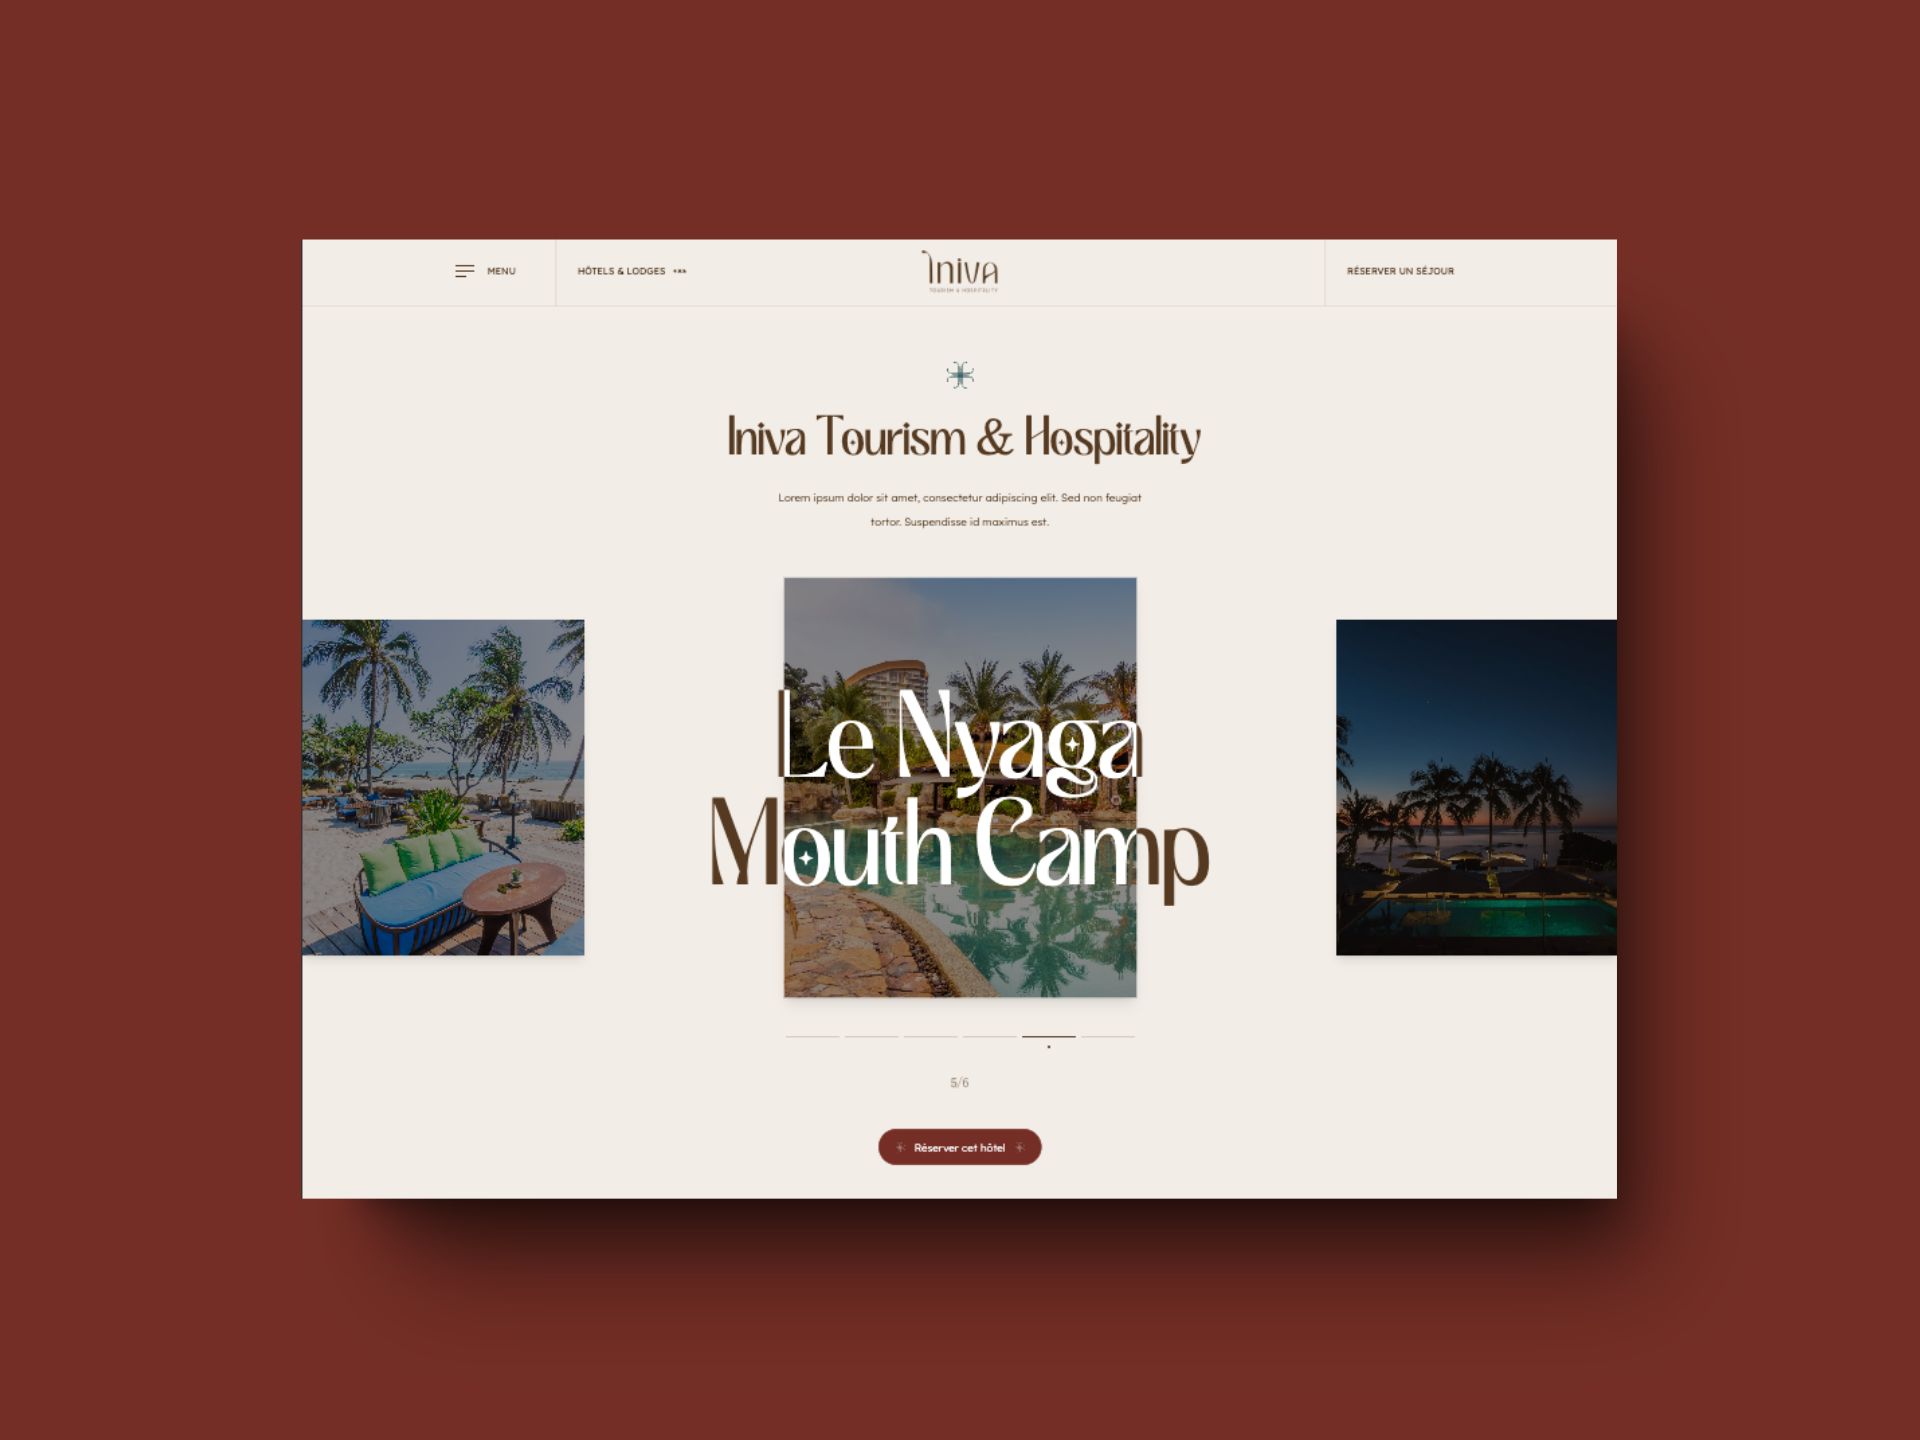 MENU
HÔTELS & LODGES
Iniva
TOURISM & HOSPITALITY
RÉSERVER UN SÉJOUR
Iniva Tourism & Hospitality
Lorem ipsum dolor sit amet, consectetur adipiscing elit. Sed non feugiat
tortor. Suspendisse id maximus est.
Le Nyaga
Mouth Camp
5/6
Réserver cet hôtel